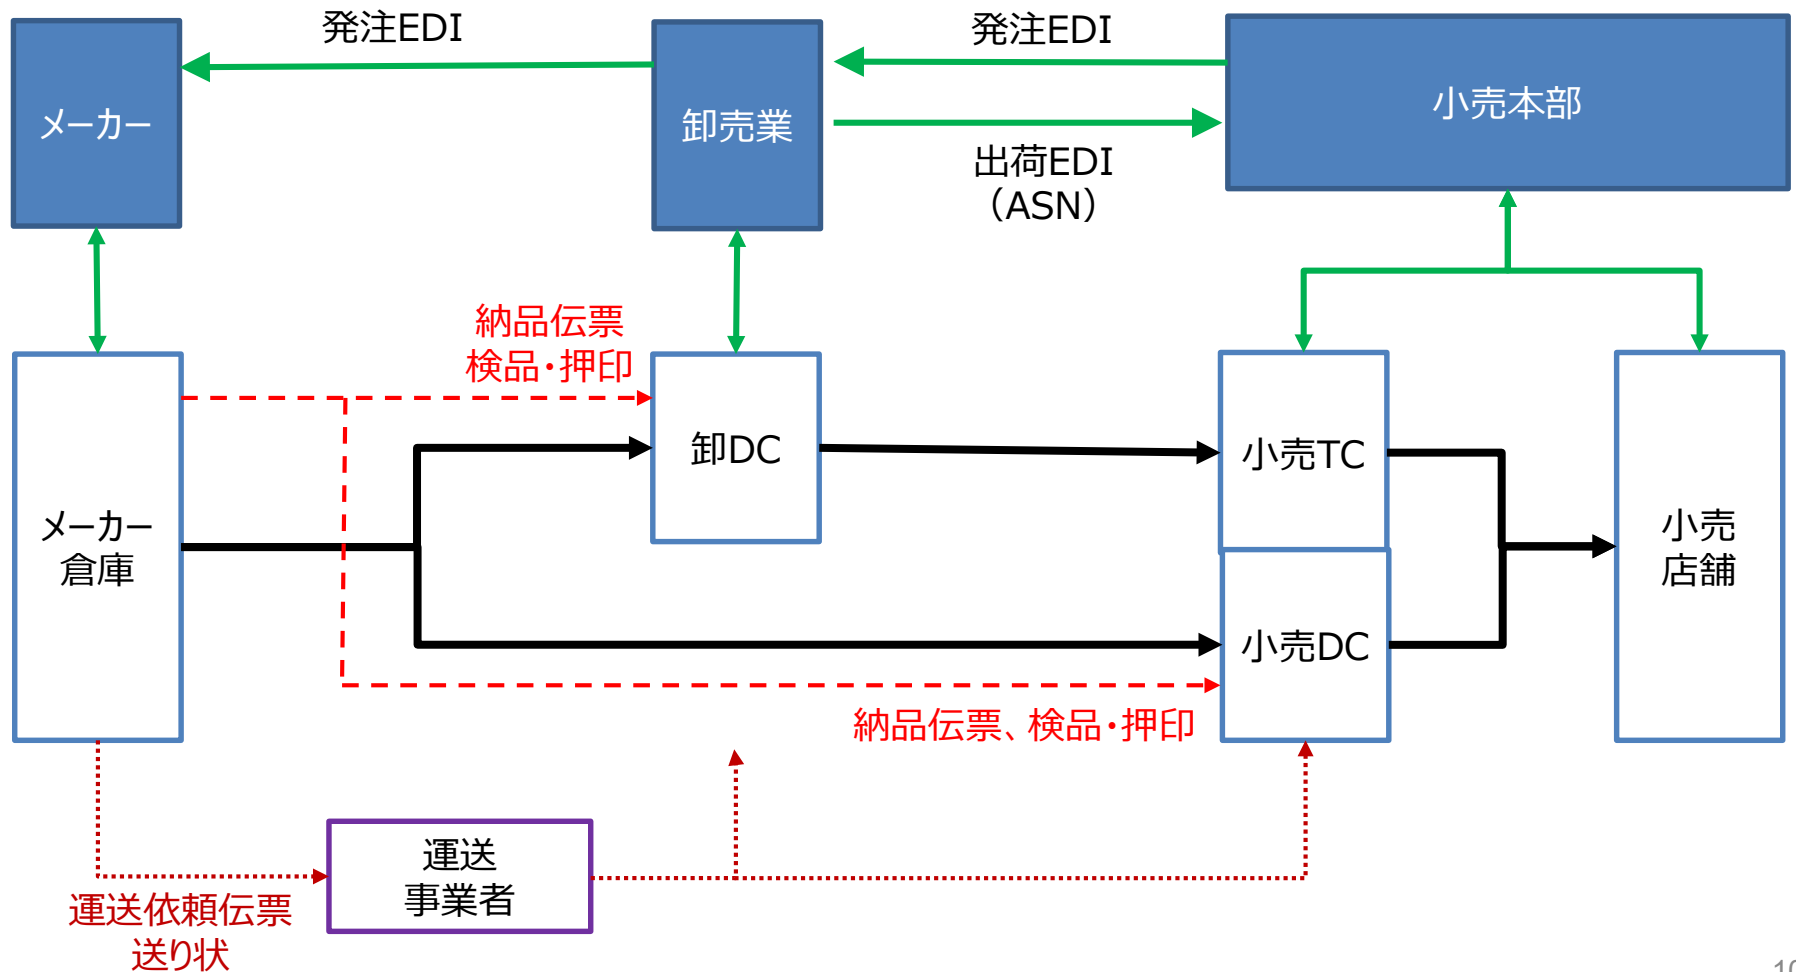 発注EDI
発注EDI
メーカー
卸売業
小売本部
出荷EDI
（ASN）
納品伝票
検品・押印
卸DC
小売TC
メーカー
倉庫
小売
店舗
小売DC
納品伝票、検品・押印
運送
事業者
運送依頼伝票
送り状
10